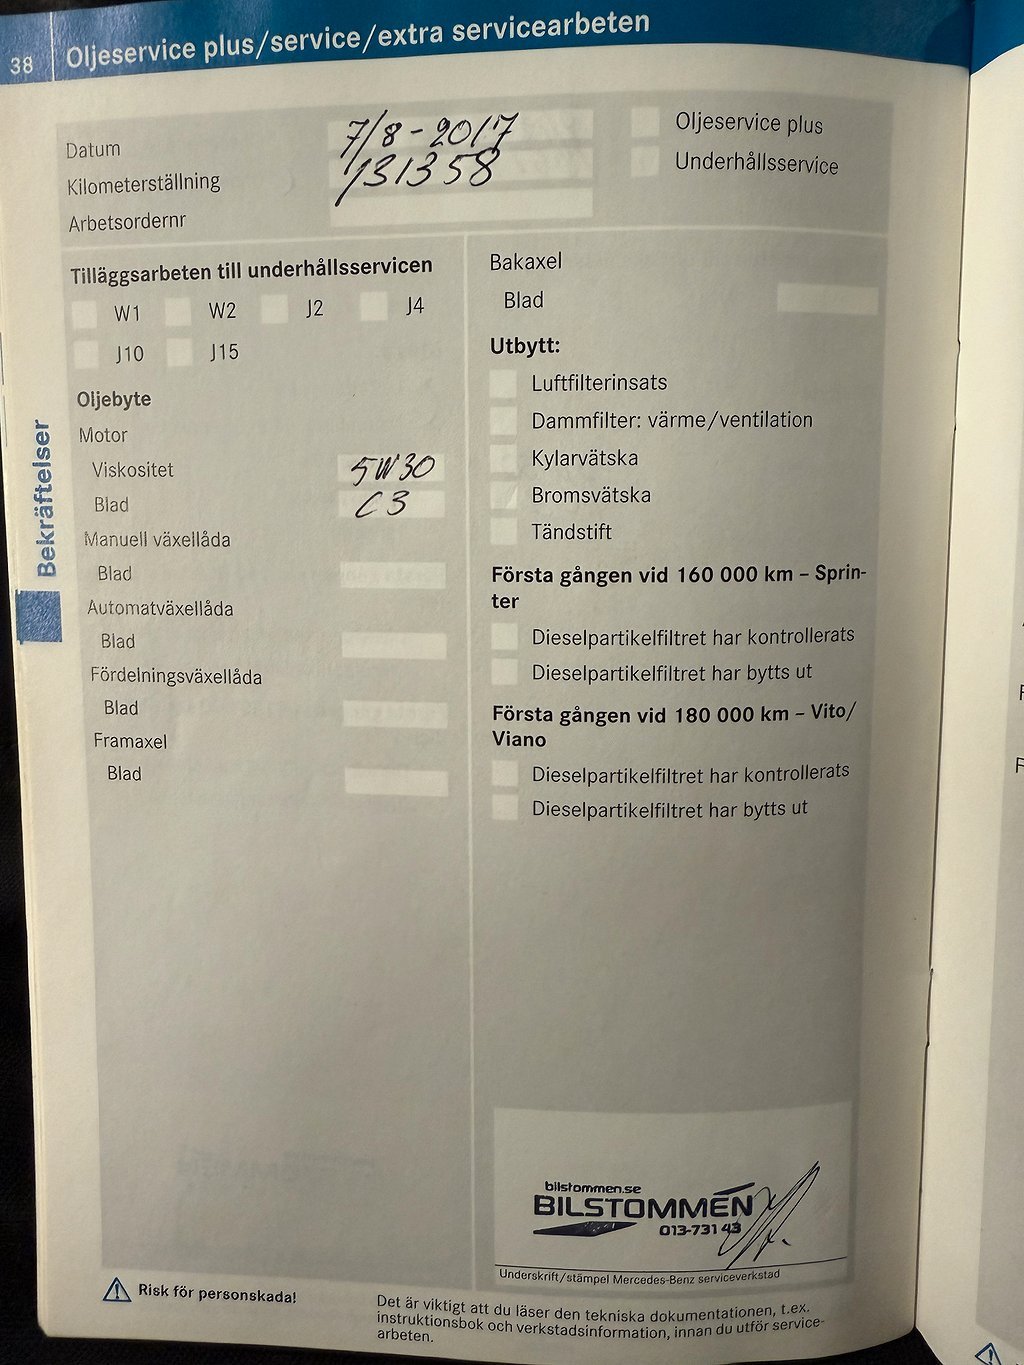 38 Oljeservice plus/service/extra servicearbeten
Datum 7/8-2017
Kilometerställning 131358
Arbetsordernr
Oljeservice plus
Underhållsservice
Tilläggsarbeten till underhållsservicen
W1 W2 J2 J4
J10 J15
Oljebyte
Motor
Viskositet 5W30
Blad C3
Manuell växellåda
Blad
Automatväxellåda
Blad
Fördelningsväxellåda
Blad
Framaxel
Blad
Bakaxel
Blad
Utbytt:
Luftfilterinsats
Dammfilter: värme/ventilation
Kylarvätska
Bromsvätska
Tändstift
Första gången vid 160 000 km – Sprin-
ter
Dieselpartikelfiltret har kontrollerats
Dieselpartikelfiltret har bytts ut
Första gången vid 180 000 km – Vito/
Viano
Dieselpartikelfiltret har kontrollerats
Dieselpartikelfiltret har bytts ut
bilstommen.se
BILSTOMMEN
013-731 43
Underskrift/stämpel Mercedes-Benz serviceverkstad
Bekräftelser
Risk för personskada!
Det är viktigt att du läser den tekniska dokumentationen, t.ex.
instruktionsbok och verkstadsinformation, innan du utför service-
arbeten.